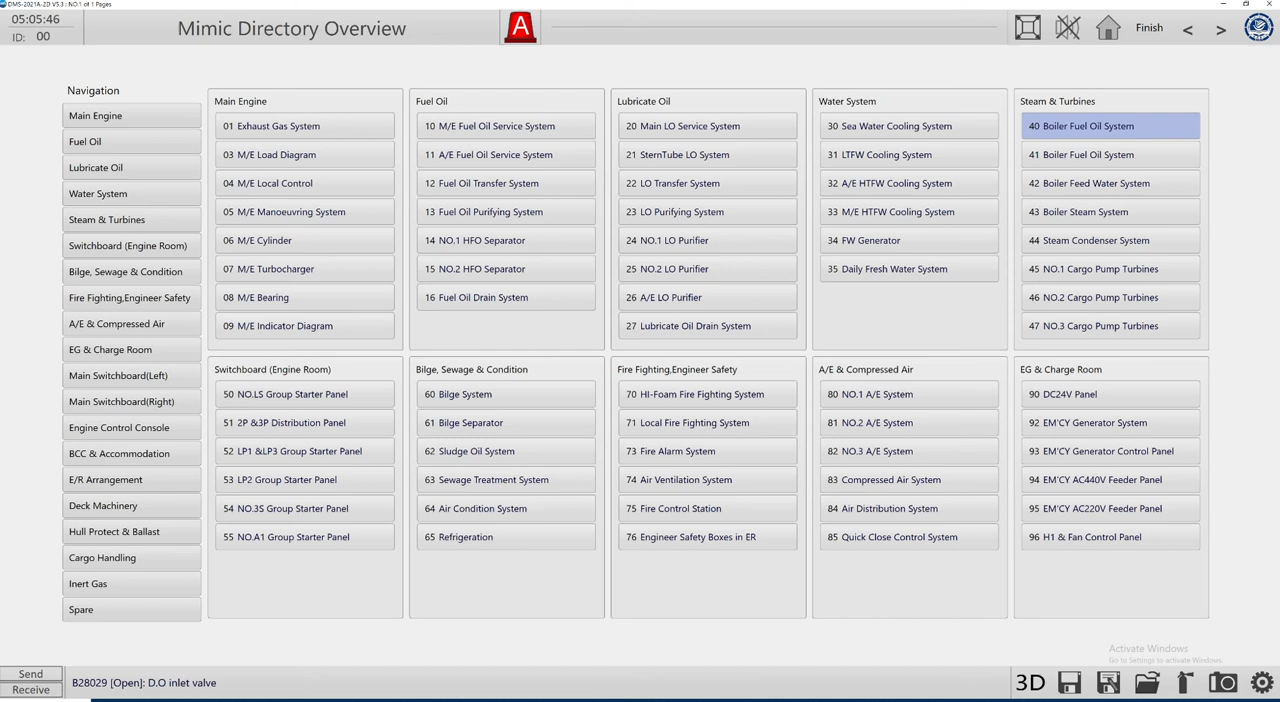 DMS-2021A-2D V5.3 : NO.1 of 1 Pages
05:05:46
ID: 00
Mimic Directory Overview
A
Finish
< >
Navigation
Main Engine
Fuel Oil
Lubricate Oil
Water System
Steam & Turbines
Switchboard (Engine Room)
Bilge, Sewage & Condition
Fire Fighting,Engineer Safety
A/E & Compressed Air
EG & Charge Room
Main Switchboard(Left)
Main Switchboard(Right)
Engine Control Console
BCC & Accommodation
E/R Arrangement
Deck Machinery
Hull Protect & Ballast
Cargo Handling
Inert Gas
Spare
Main Engine
01 Exhaust Gas System
03 M/E Load Diagram
04 M/E Local Control
05 M/E Manoeuvring System
06 M/E Cylinder
07 M/E Turbocharger
08 M/E Bearing
09 M/E Indicator Diagram
Fuel Oil
10 M/E Fuel Oil Service System
11 A/E Fuel Oil Service System
12 Fuel Oil Transfer System
13 Fuel Oil Purifying System
14 NO.1 HFO Separator
15 NO.2 HFO Separator
16 Fuel Oil Drain System
Lubricate Oil
20 Main LO Service System
21 SternTube LO System
22 LO Transfer System
23 LO Purifying System
24 NO.1 LO Purifier
25 NO.2 LO Purifier
26 A/E LO Purifier
27 Lubricate Oil Drain System
Water System
30 Sea Water Cooling System
31 LTFW Cooling System
32 A/E HTFW Cooling System
33 M/E HTFW Cooling System
34 FW Generator
35 Daily Fresh Water System
Steam & Turbines
40 Boiler Fuel Oil System
41 Boiler Fuel Oil System
42 Boiler Feed Water System
43 Boiler Steam System
44 Steam Condenser System
45 NO.1 Cargo Pump Turbines
46 NO.2 Cargo Pump Turbines
47 NO.3 Cargo Pump Turbines
Switchboard (Engine Room)
50 NO.LS Group Starter Panel
51 2P &3P Distribution Panel
52 LP1 &LP3 Group Starter Panel
53 LP2 Group Starter Panel
54 NO.3S Group Starter Panel
55 NO.A1 Group Starter Panel
Bilge, Sewage & Condition
60 Bilge System
61 Bilge Separator
62 Sludge Oil System
63 Sewage Treatment System
64 Air Condition System
65 Refrigeration
Fire Fighting,Engineer Safety
70 HI-Foam Fire Fighting System
71 Local Fire Fighting System
73 Fire Alarm System
74 Air Ventilation System
75 Fire Control Station
76 Engineer Safety Boxes in ER
A/E & Compressed Air
80 NO.1 A/E System
81 NO.2 A/E System
82 NO.3 A/E System
83 Compressed Air System
84 Air Distribution System
85 Quick Close Control System
EG & Charge Room
90 DC24V Panel
92 EM'CY Generator System
93 EM'CY Generator Control Panel
94 EM'CY AC440V Feeder Panel
95 EM'CY AC220V Feeder Panel
96 H1 & Fan Control Panel
Activate Windows
Go to Settings to activate Windows.
Send
Receive
B28029 [Open]: D.O inlet valve
3D